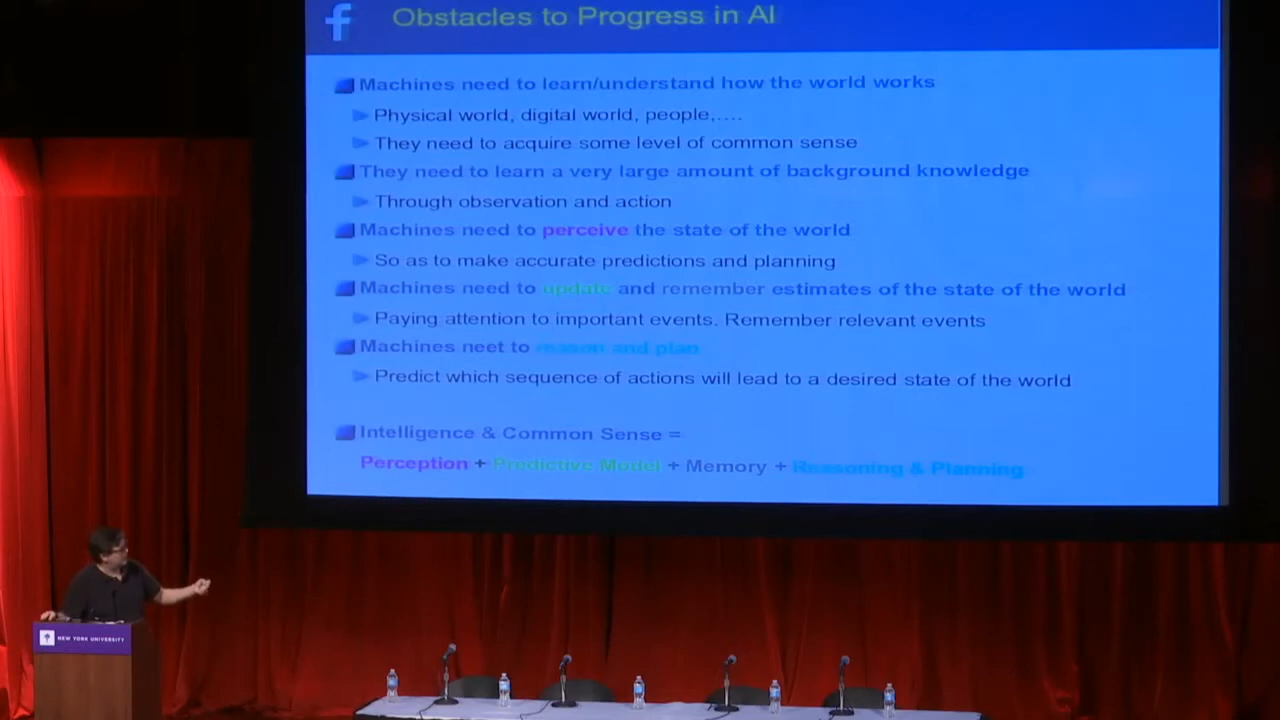 f Obstacles to Progress in AI
Machines need to learn/understand how the world works
Physical world, digital world, people,....
They need to acquire some level of common sense
They need to learn a very large amount of background knowledge
Through observation and action
Machines need to perceive the state of the world
So as to make accurate predictions and planning
Machines need to update and remember estimates of the state of the world
Paying attention to important events. Remember relevant events
Machines neet to reason and plan
Predict which sequence of actions will lead to a desired state of the world
Intelligence & Common Sense =
Perception + Predictive Model + Memory + Reasoning & Planning
NEW YORK UNIVERSITY